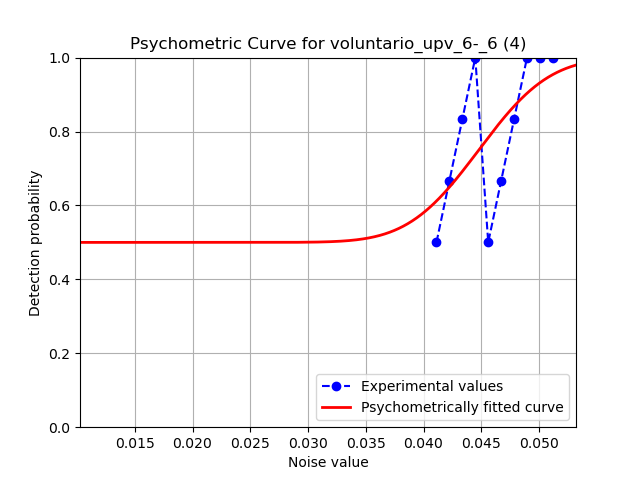 Psychometric Curve for voluntario_upv_6-_6 (4)
1.0
0.8
0.6
0.4
0.2
0.0
Detection probability
0.015 0.020 0.025 0.030 0.035 0.040 0.045 0.050
Noise value
Experimental values
Psychometrically fitted curve